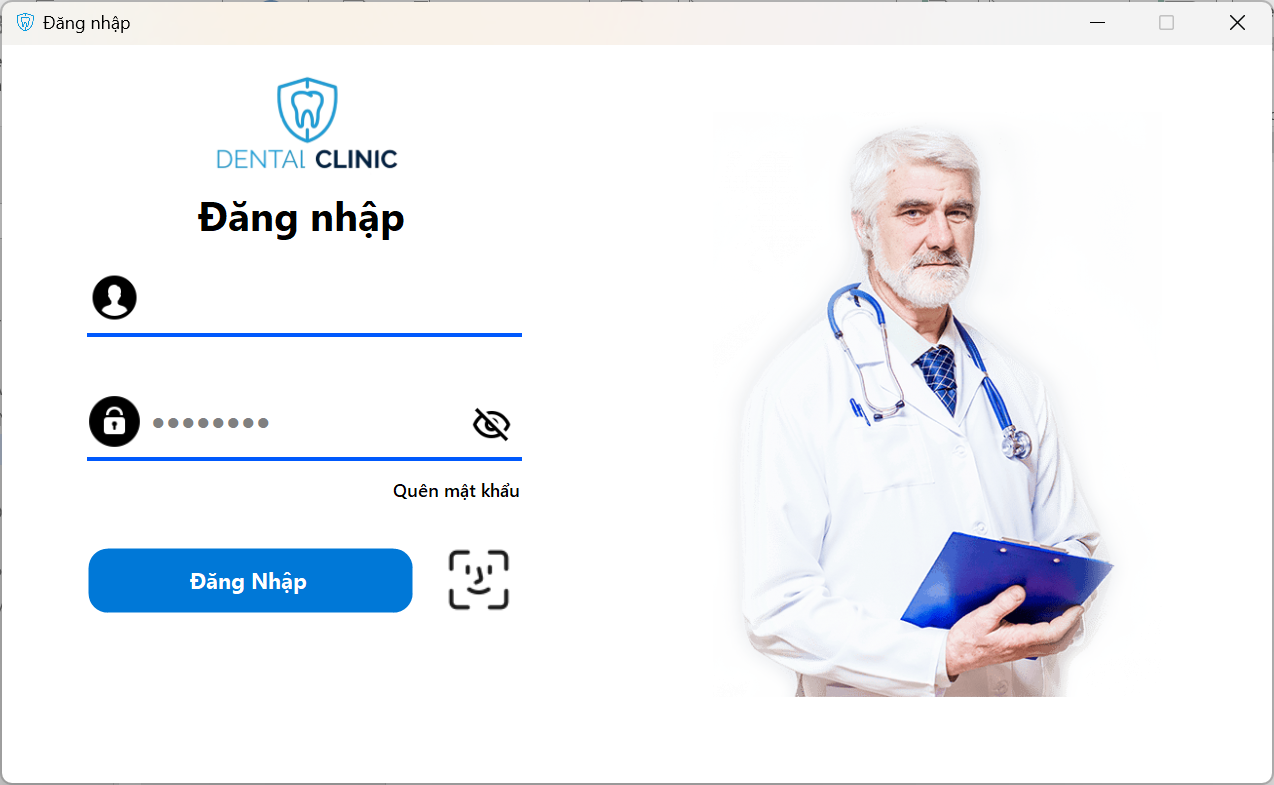 Đăng nhập
DENTAL CLINIC
Đăng nhập
••••••••
Quên mật khẩu
Đăng Nhập